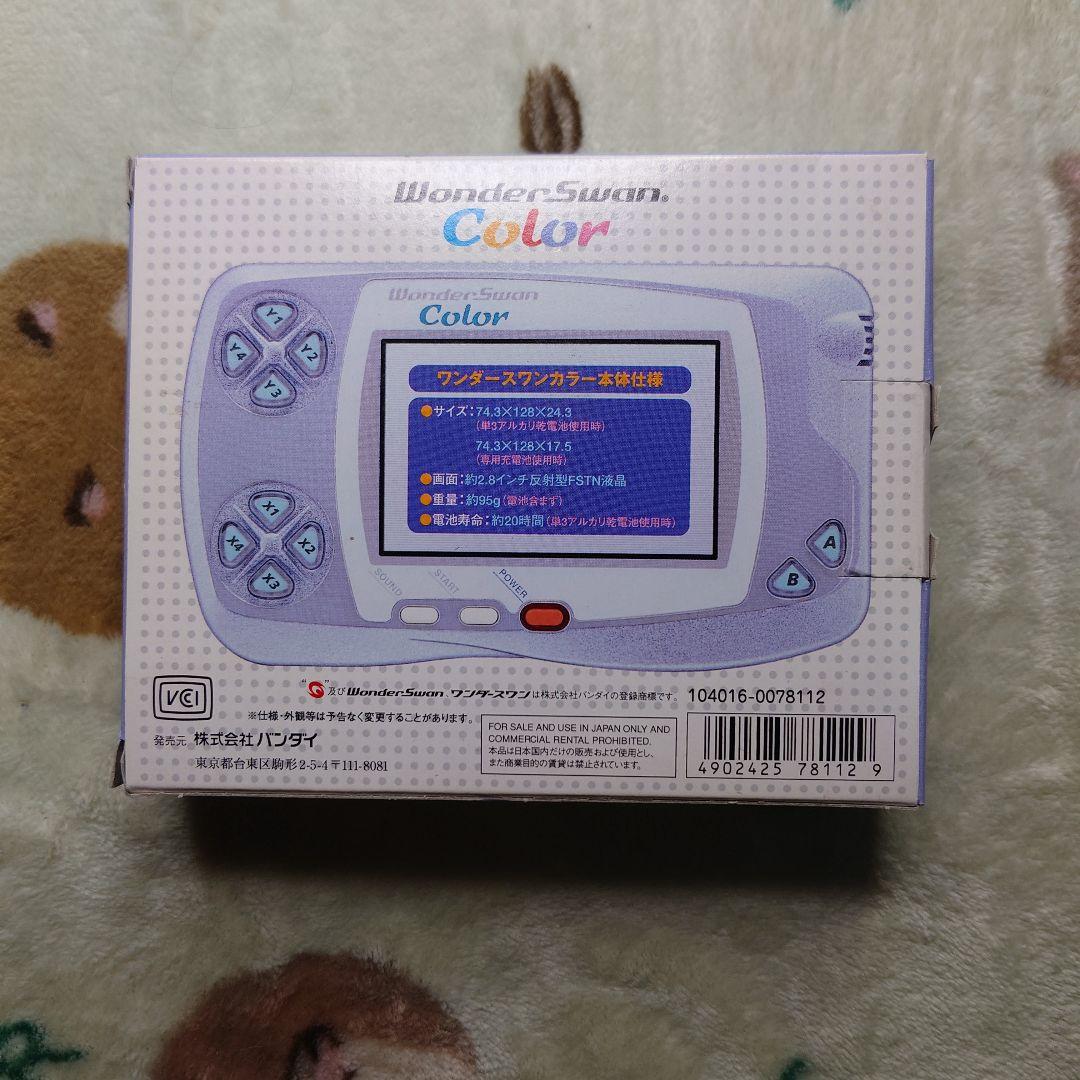 WonderSwan®
Color
WonderSwan
Color
Y1
Y4
Y2
Y3
ワンダースワンカラー本体仕様
●サイズ:74.3×128×24.3
(単3アルカリ乾電池使用時)
74.3×128×17.5
(専用充電池使用時)
●画面:約2.8インチ反射型FSTN液晶
●重量:約95g(電池含まず)
●電池寿命:約20時間(単3アルカリ乾電池使用時)
X1
X4
X2
X3
A
B
SOUND
START
POWER
VCI
“ ”及びWonderSwan、ワンダースワンは株式会社バンダイの登録商標です。 104016-0078112
※仕様・外観等は予告なく変更することがあります。
発売元 株式会社バンダイ
東京都台東区駒形2-5-4〒111-8081
FOR SALE AND USE IN JAPAN ONLY AND
COMMERCIAL RENTAL PROHIBITED.
本品は日本国内だけの販売および使用とし、
また商業目的の賃貸は禁止されています。
4902425 78112 9